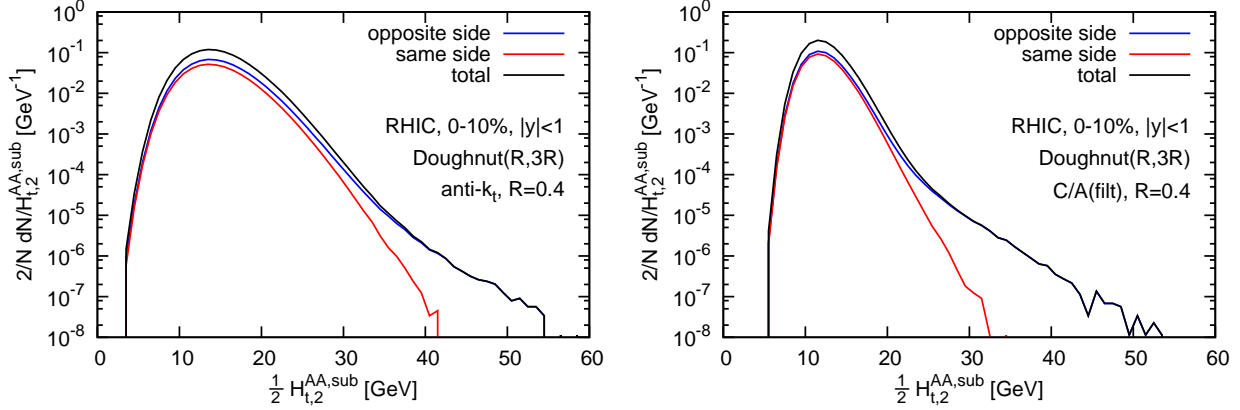 10^0
10^-1
10^-2
10^-3
10^-4
10^-5
10^-6
10^-7
10^-8
2/N dN/H_{t,2}^{AA,sub} [GeV^-1]
opposite side
same side
total
RHIC, 0-10%, |y|<1
Doughnut(R,3R)
anti-k_t, R=0.4
0 10 20 30 40 50 60
1/2 H_{t,2}^{AA,sub} [GeV]
10^0
10^-1
10^-2
10^-3
10^-4
10^-5
10^-6
10^-7
10^-8
2/N dN/H_{t,2}^{AA,sub} [GeV^-1]
opposite side
same side
total
RHIC, 0-10%, |y|<1
Doughnut(R,3R)
C/A(filt), R=0.4
0 10 20 30 40 50 60
1/2 H_{t,2}^{AA,sub} [GeV]